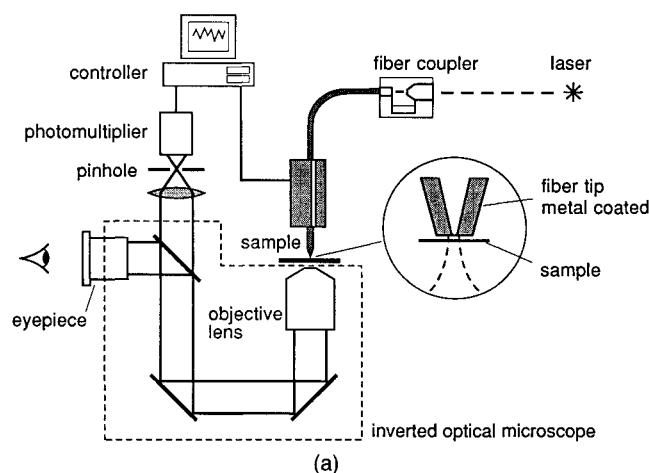 controller
photomultiplier
pinhole
eyepiece
sample
objective
lens
fiber coupler
laser
fiber tip
metal coated
sample
inverted optical microscope
(a)